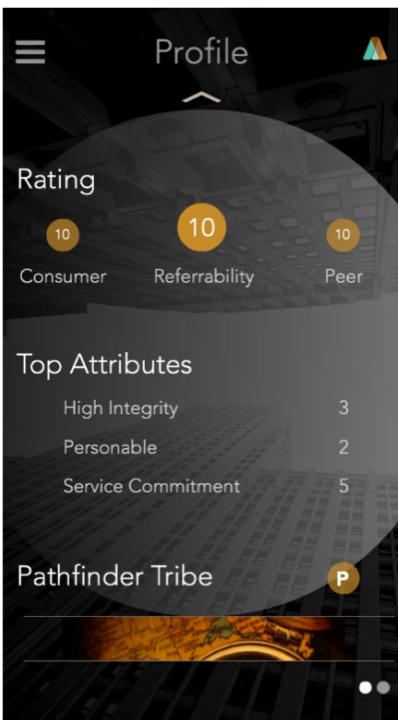 Profile
Rating
10 10 10
Consumer Referrability Peer
Top Attributes
High Integrity 3
Personable 2
Service Commitment 5
Pathfinder Tribe P